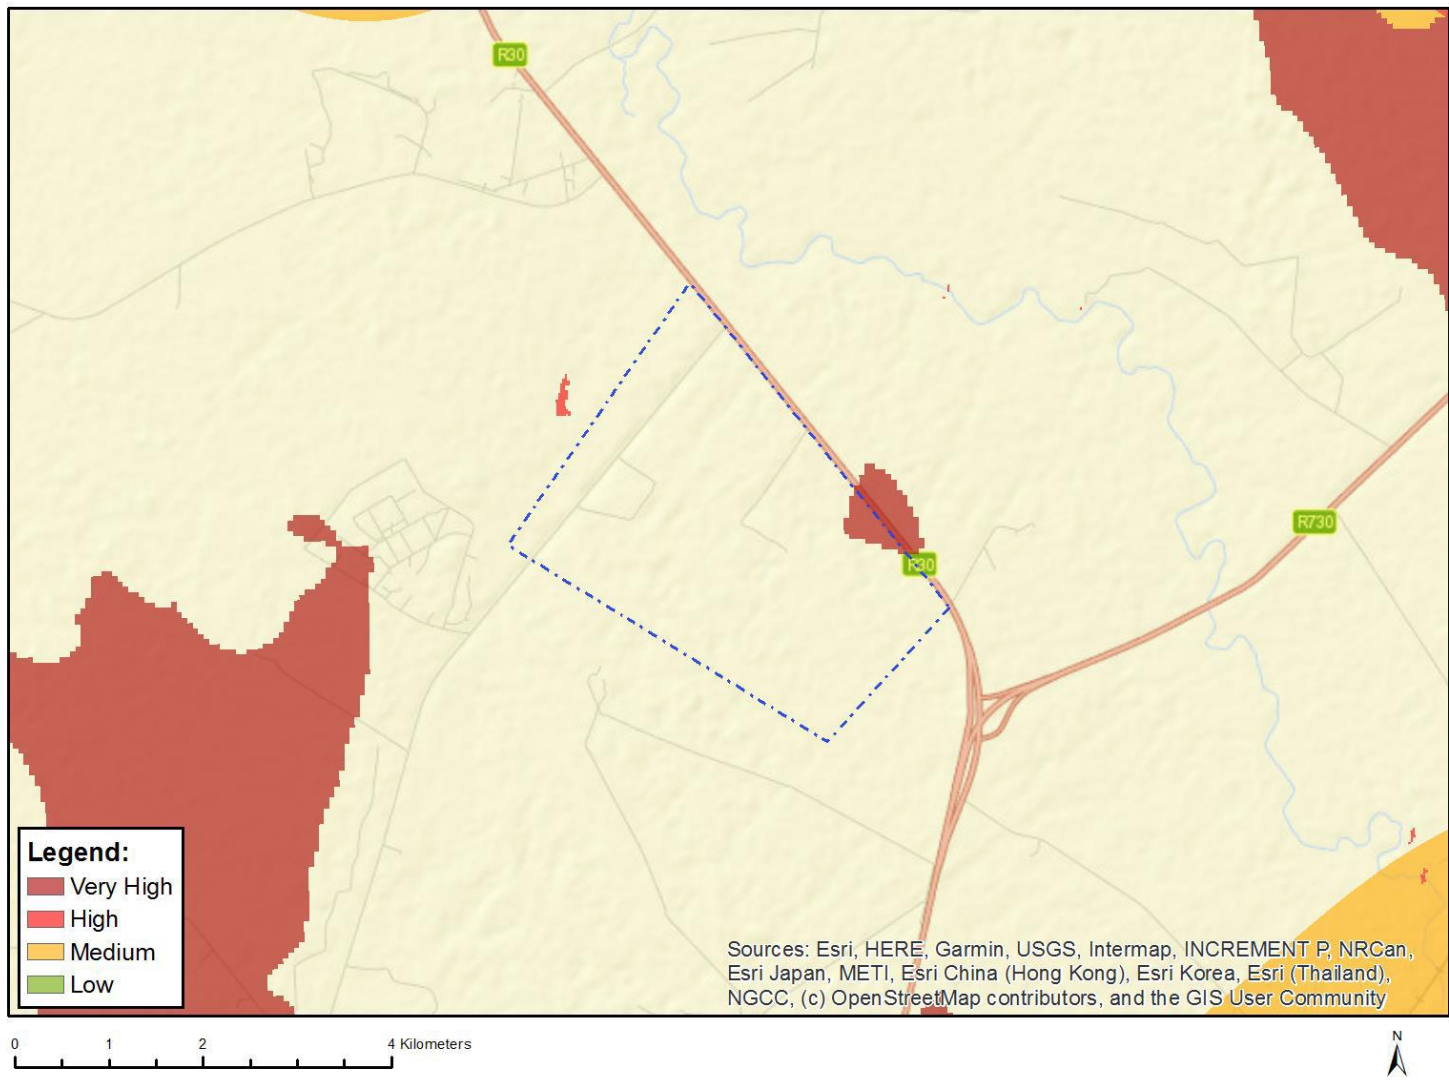 R30
R730
R30
Legend:
Very High
High
Medium
Low
Sources: Esri, HERE, Garmin, USGS, Intermap, INCREMENT P, NRCan,
Esri Japan, METI, Esri China (Hong Kong), Esri Korea, Esri (Thailand),
NGCC, (c) OpenStreetMap contributors, and the GIS User Community
0 1 2 4 Kilometers
N